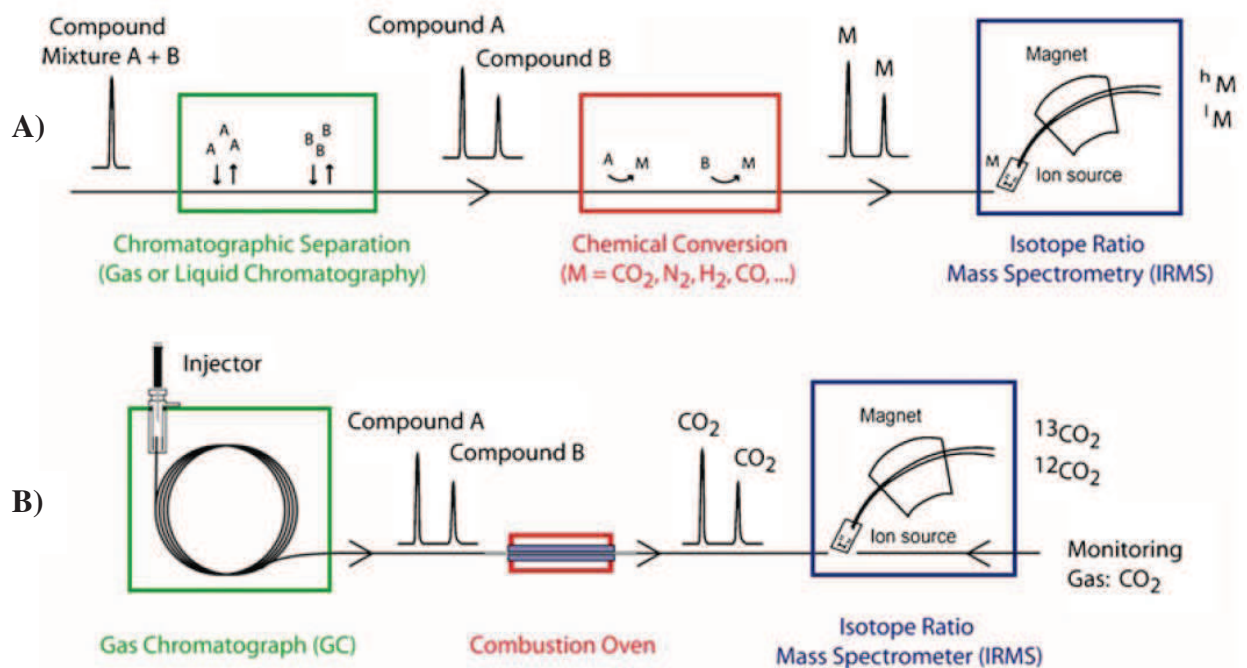 A)
Compound
Mixture A + B
A A A
B B B
Chromatographic Separation
(Gas or Liquid Chromatography)
Compound A
Compound B
A M
B M
Chemical Conversion
(M = CO₂, N₂, H₂, CO, ...)
M
M
Magnet
M
Ion source
ʰM
ˡM
Isotope Ratio
Mass Spectrometry (IRMS)
B)
Injector
Gas Chromatograph (GC)
Compound A
Compound B
Combustion Oven
CO₂
CO₂
Magnet
Ion source
¹³CO₂
¹²CO₂
Monitoring
Gas: CO₂
Isotope Ratio
Mass Spectrometer (IRMS)